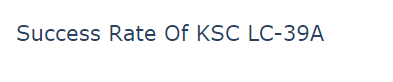 Success Rate Of KSC LC-39A